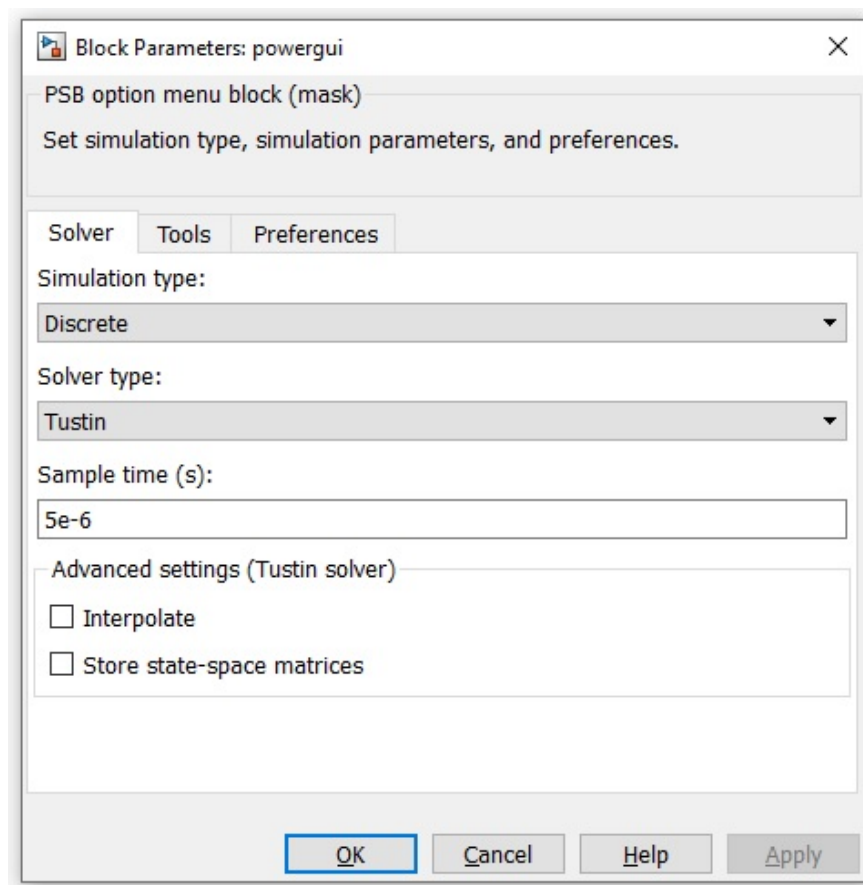 Block Parameters: powergui
PSB option menu block (mask)
Set simulation type, simulation parameters, and preferences.
Solver Tools Preferences
Simulation type:
Discrete
Solver type:
Tustin
Sample time (s):
5e-6
Advanced settings (Tustin solver)
Interpolate
Store state-space matrices
OK Cancel Help Apply